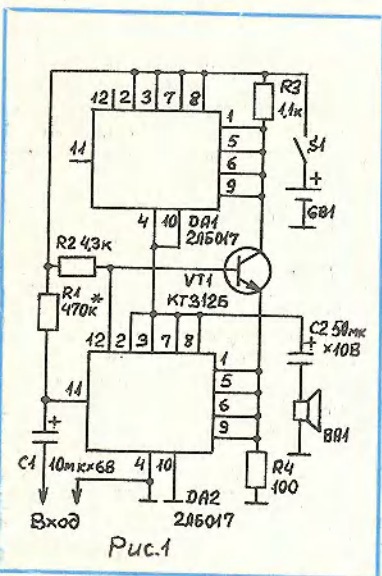 R3
1,1к
12 2 3 7 8
1
5
6
9
11
S1
+
GB1
4 10
DA1
2ЛБ017
R2 4,3к
VT1
КТ312Б
R1
470к*
12 2 3 7 8
C2 50мк
+ ×10В
1
5
6
9
11
BA1
+
C1 10мк×6В
4 10
R4
100
DA2
2ЛБ017
Вход
Рис.1